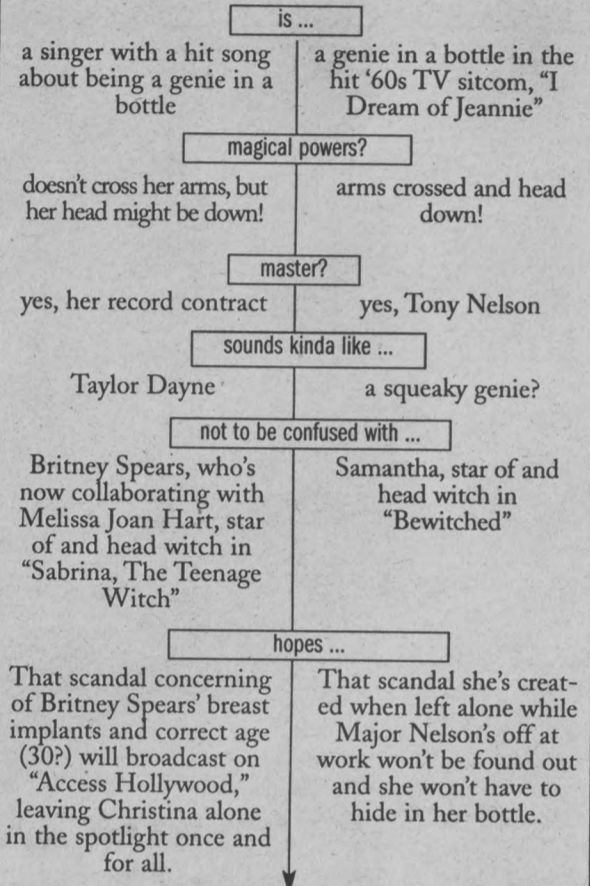 is ...
a singer with a hit song
about being a genie in a
bottle
a genie in a bottle in the
hit ‘60s TV sitcom, “I
Dream of Jeannie”
magical powers?
doesn’t cross her arms, but
her head might be down!
arms crossed and head
down!
master?
yes, her record contract
yes, Tony Nelson
sounds kinda like ...
Taylor Dayne
a squeaky genie?
not to be confused with ...
Britney Spears, who’s
now collaborating with
Melissa Joan Hart, star
of and head witch in
“Sabrina, The Teenage
Witch”
Samantha, star of and
head witch in
“Bewitched”
hopes ...
That scandal concerning
of Britney Spears’ breast
implants and correct age
(30?) will broadcast on
“Access Hollywood,”
leaving Christina alone
in the spotlight once and
for all.
That scandal she’s creat-
ed when left alone while
Major Nelson’s off at
work won’t be found out
and she won’t have to
hide in her bottle.